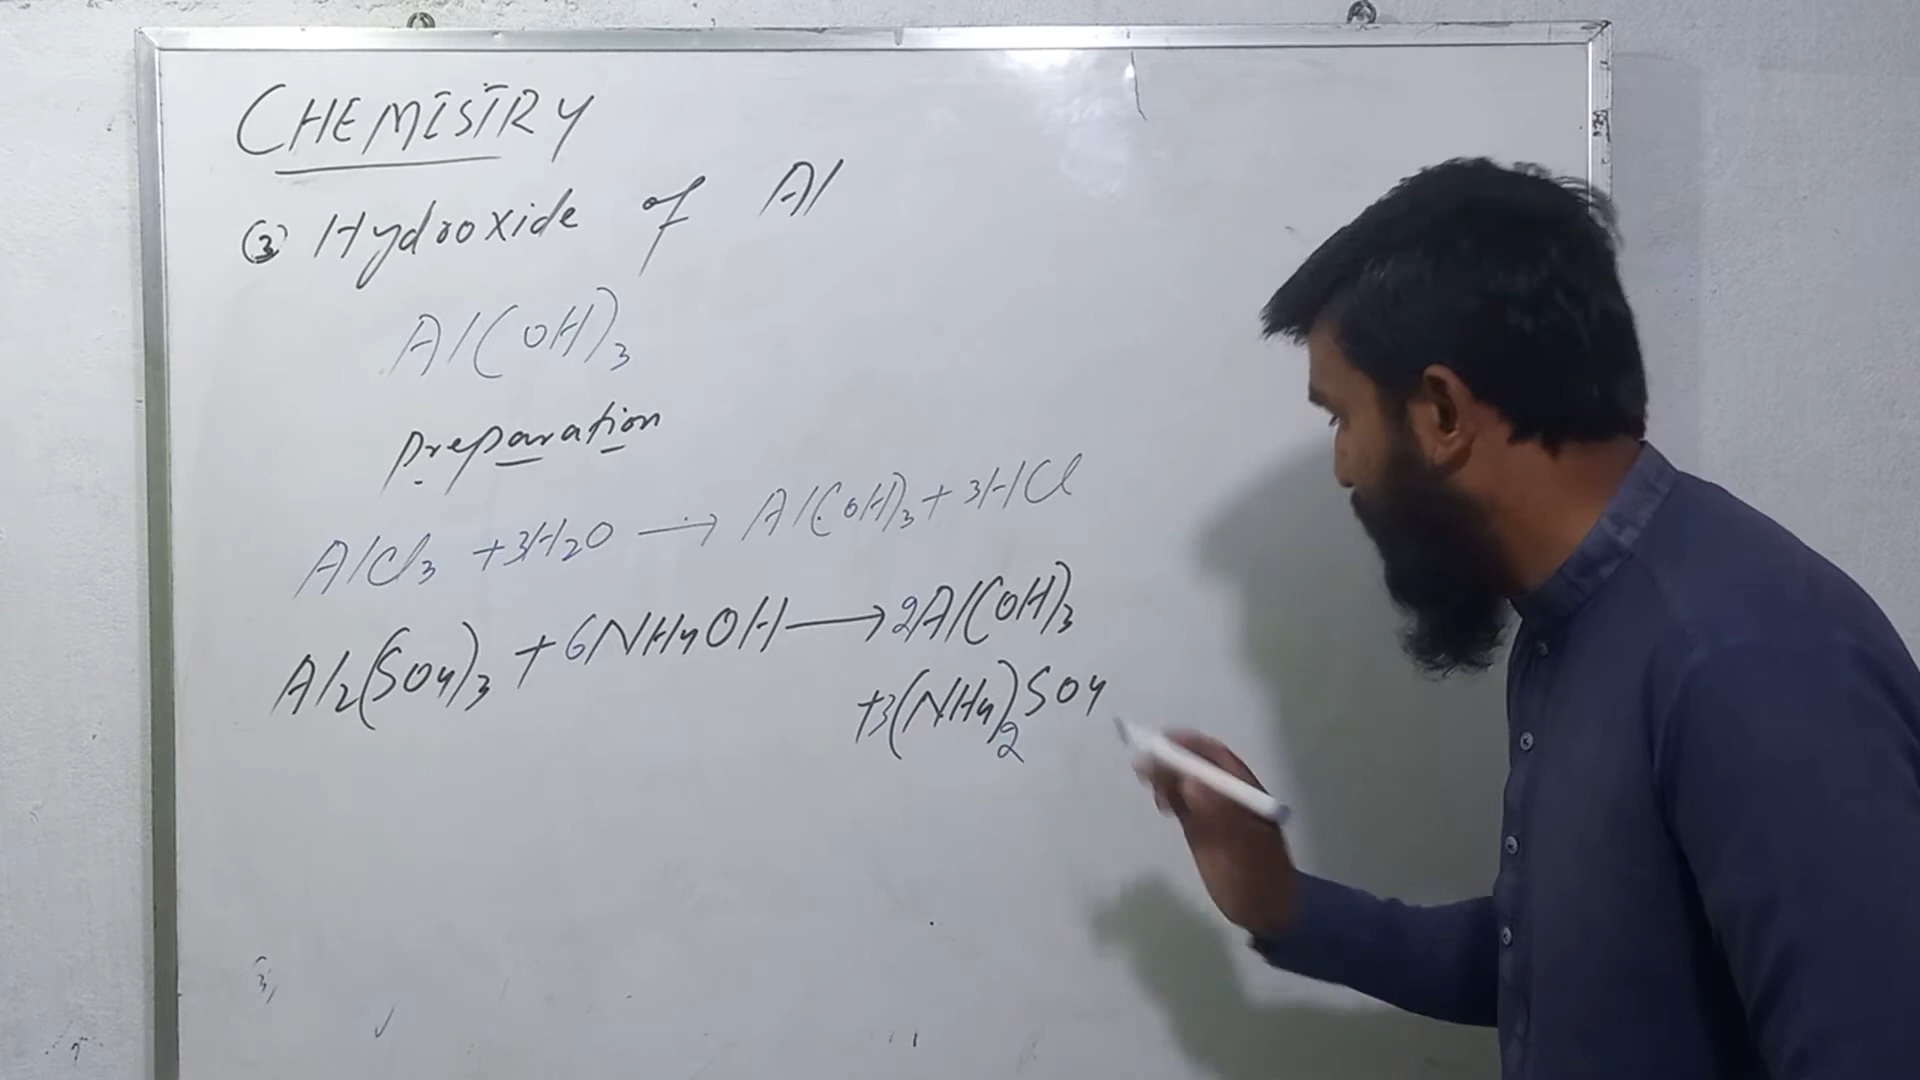 CHEMISTRY
(3) Hydroxide of Al
Al(OH)3
Preparation
AlCl3 +3H2O → Al(OH)3 + 3HCl
Al2(SO4)3 + 6NH4OH → 2Al(OH)3
+3(NH4)2SO4